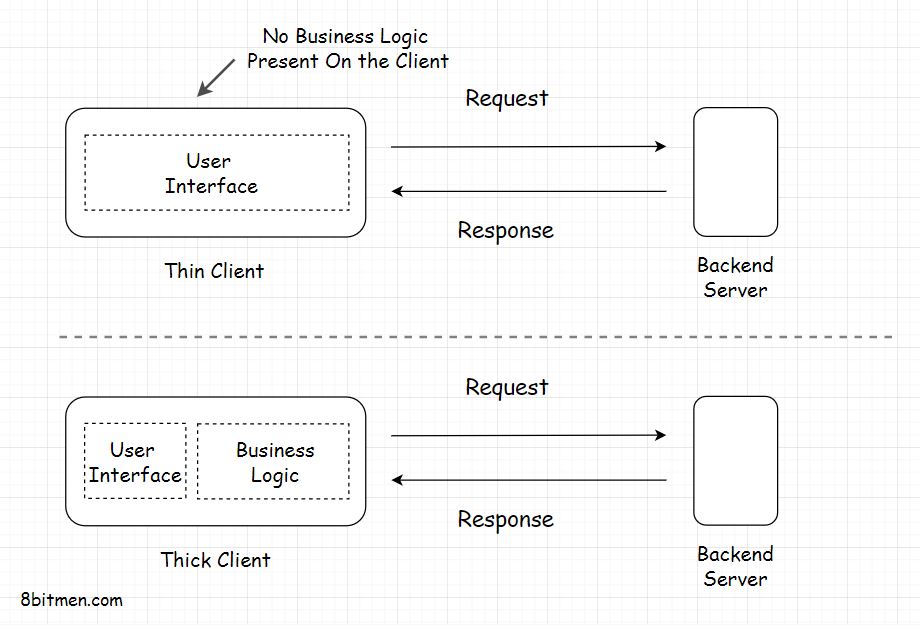 No Business Logic
Present On the Client
Request
User
Interface
Response
Thin Client
Backend
Server
Request
User
Interface
Business
Logic
Response
Thick Client
Backend
Server
8bitmen.com